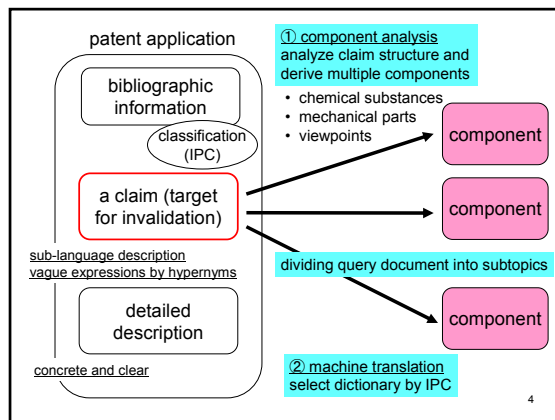 patent application
bibliographic
information
classification
(IPC)
a claim (target
for invalidation)
sub-language description
vague expressions by hypernyms
detailed
description
concrete and clear
① component analysis
analyze claim structure and
derive multiple components
• chemical substances
• mechanical parts
• viewpoints
component
component
dividing query document into subtopics
component
② machine translation
select dictionary by IPC
4